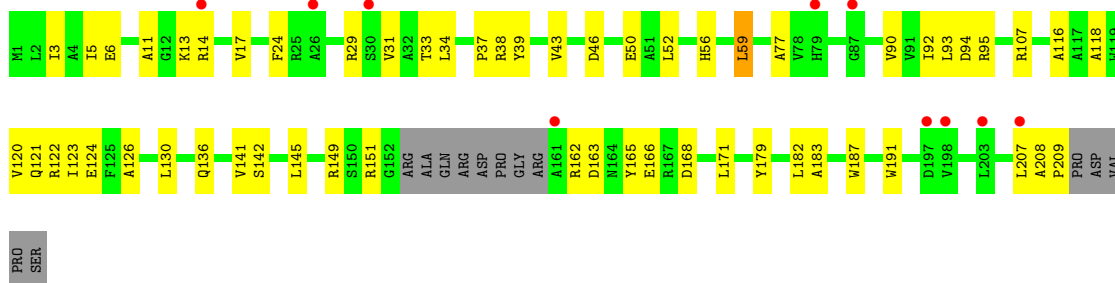 M1 L2 I3 A4 I5 E6 A11 G12 K13 R14 V17 F24 R25 A26 R29 S30 V31 A32 T33 L34 P37 R38 Y39 V43 D46 E50 A51 L52 H56 L59 A77 V78 H79 G87 V90 V91 I92 L93 D94 R95 R107 A116 A117 A118 W119
V120 Q121 R122 I123 E124 F125 A126 L130 Q136 V141 S142 L145 R149 S150 R151 G152 ARG ALA GLN ARG ASP PRO GLY ARG A161 R162 D163 N164 Y165 E166 R167 D168 L171 Y179 L182 A183 W187 W191 D197 V198 L203 L207 A208 P209 PRO ASP VAL
PRO SER